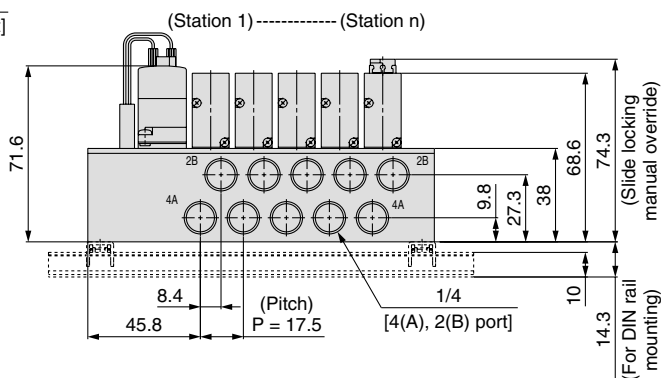 ]
(Station 1) ----------- (Station n)
71.6
2B
2B
4A
4A
9.8
27.3
38
68.6
74.3
(Slide locking
manual override)
8.4
45.8
(Pitch)
P = 17.5
1/4
[4(A), 2(B) port]
10
14.3
(For DIN rail
mounting)